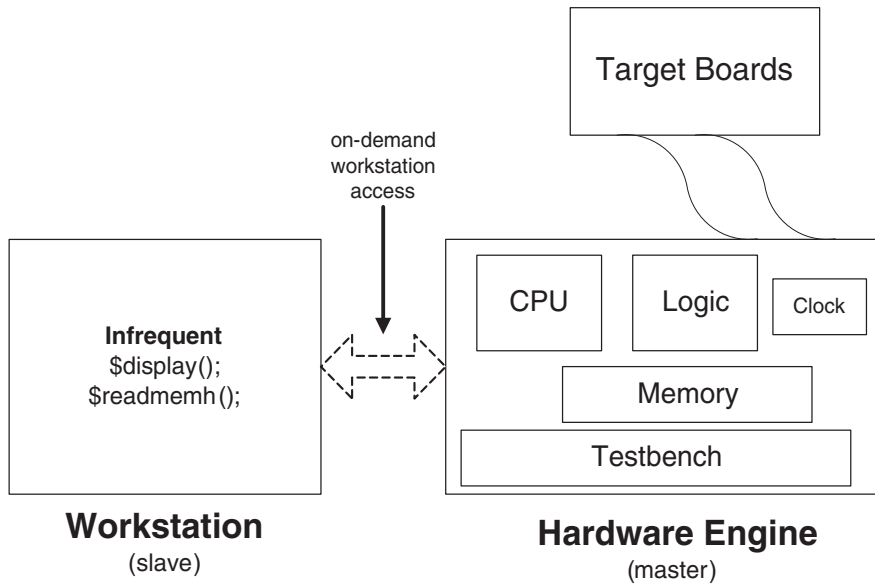 Target Boards
on-demand
workstation
access
CPU
Logic
Clock
Infrequent
$display();
$readmemh();
Memory
Testbench
Workstation
(slave)
Hardware Engine
(master)